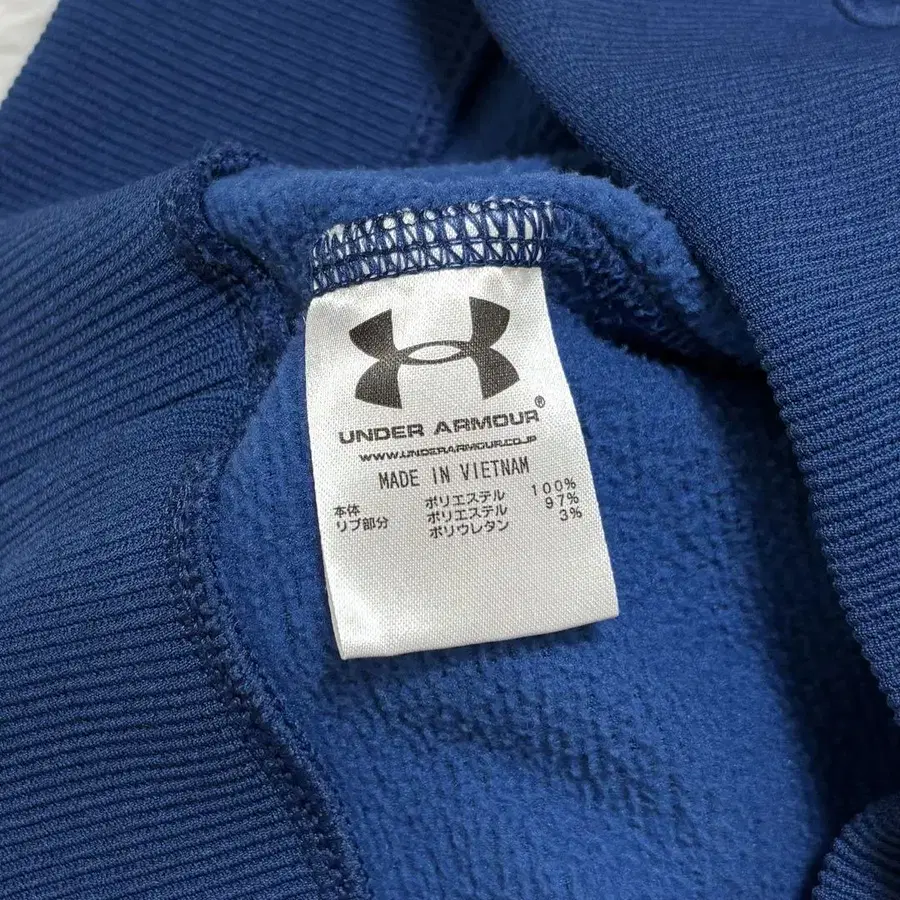 UNDER ARMOUR®
WWW.UNDERARMOUR.CO.JP
MADE IN VIETNAM
本体 ポリエステル 100%
リブ部分 ポリエステル 97%
ポリウレタン 3%